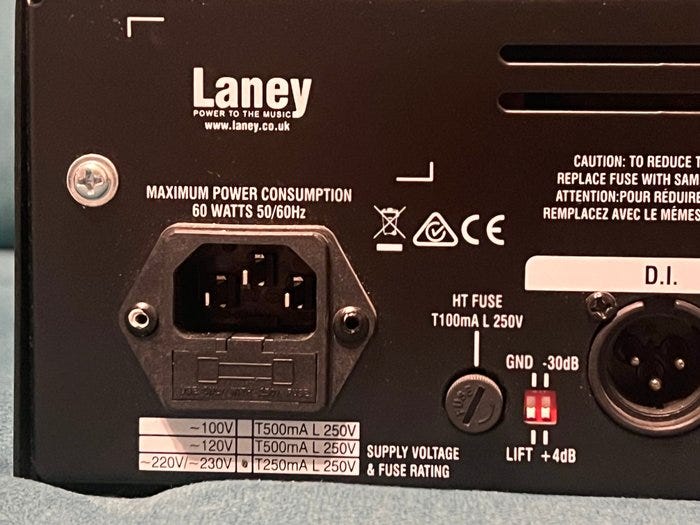 Laney
POWER TO THE MUSIC
www.laney.co.uk
CAUTION: TO REDUCE T
REPLACE FUSE WITH SAM
ATTENTION:POUR RÉDUIRE
REMPLACEZ AVEC LE MÉMES
MAXIMUM POWER CONSUMPTION
60 WATTS 50/60Hz
CE
D.I.
HT FUSE
T100mA L 250V
GND -30dB
FUSE
LIFT +4dB
~100V T500mA L 250V
~120V T500mA L 250V
~220V/~230V T250mA L 250V
SUPPLY VOLTAGE
& FUSE RATING